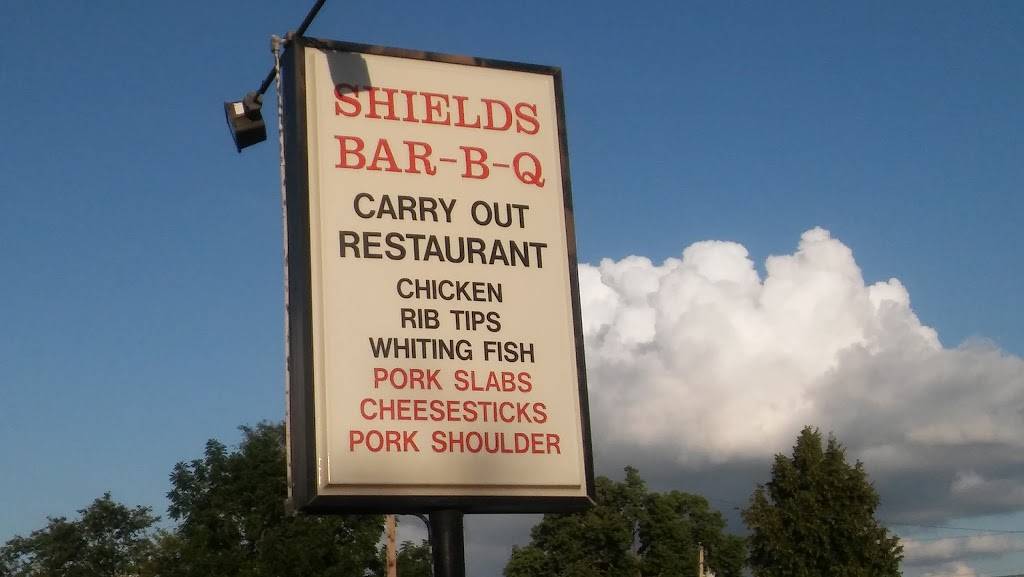 SHIELDS
BAR-B-Q
CARRY OUT
RESTAURANT
CHICKEN
RIB TIPS
WHITING FISH
PORK SLABS
CHEESESTICKS
PORK SHOULDER